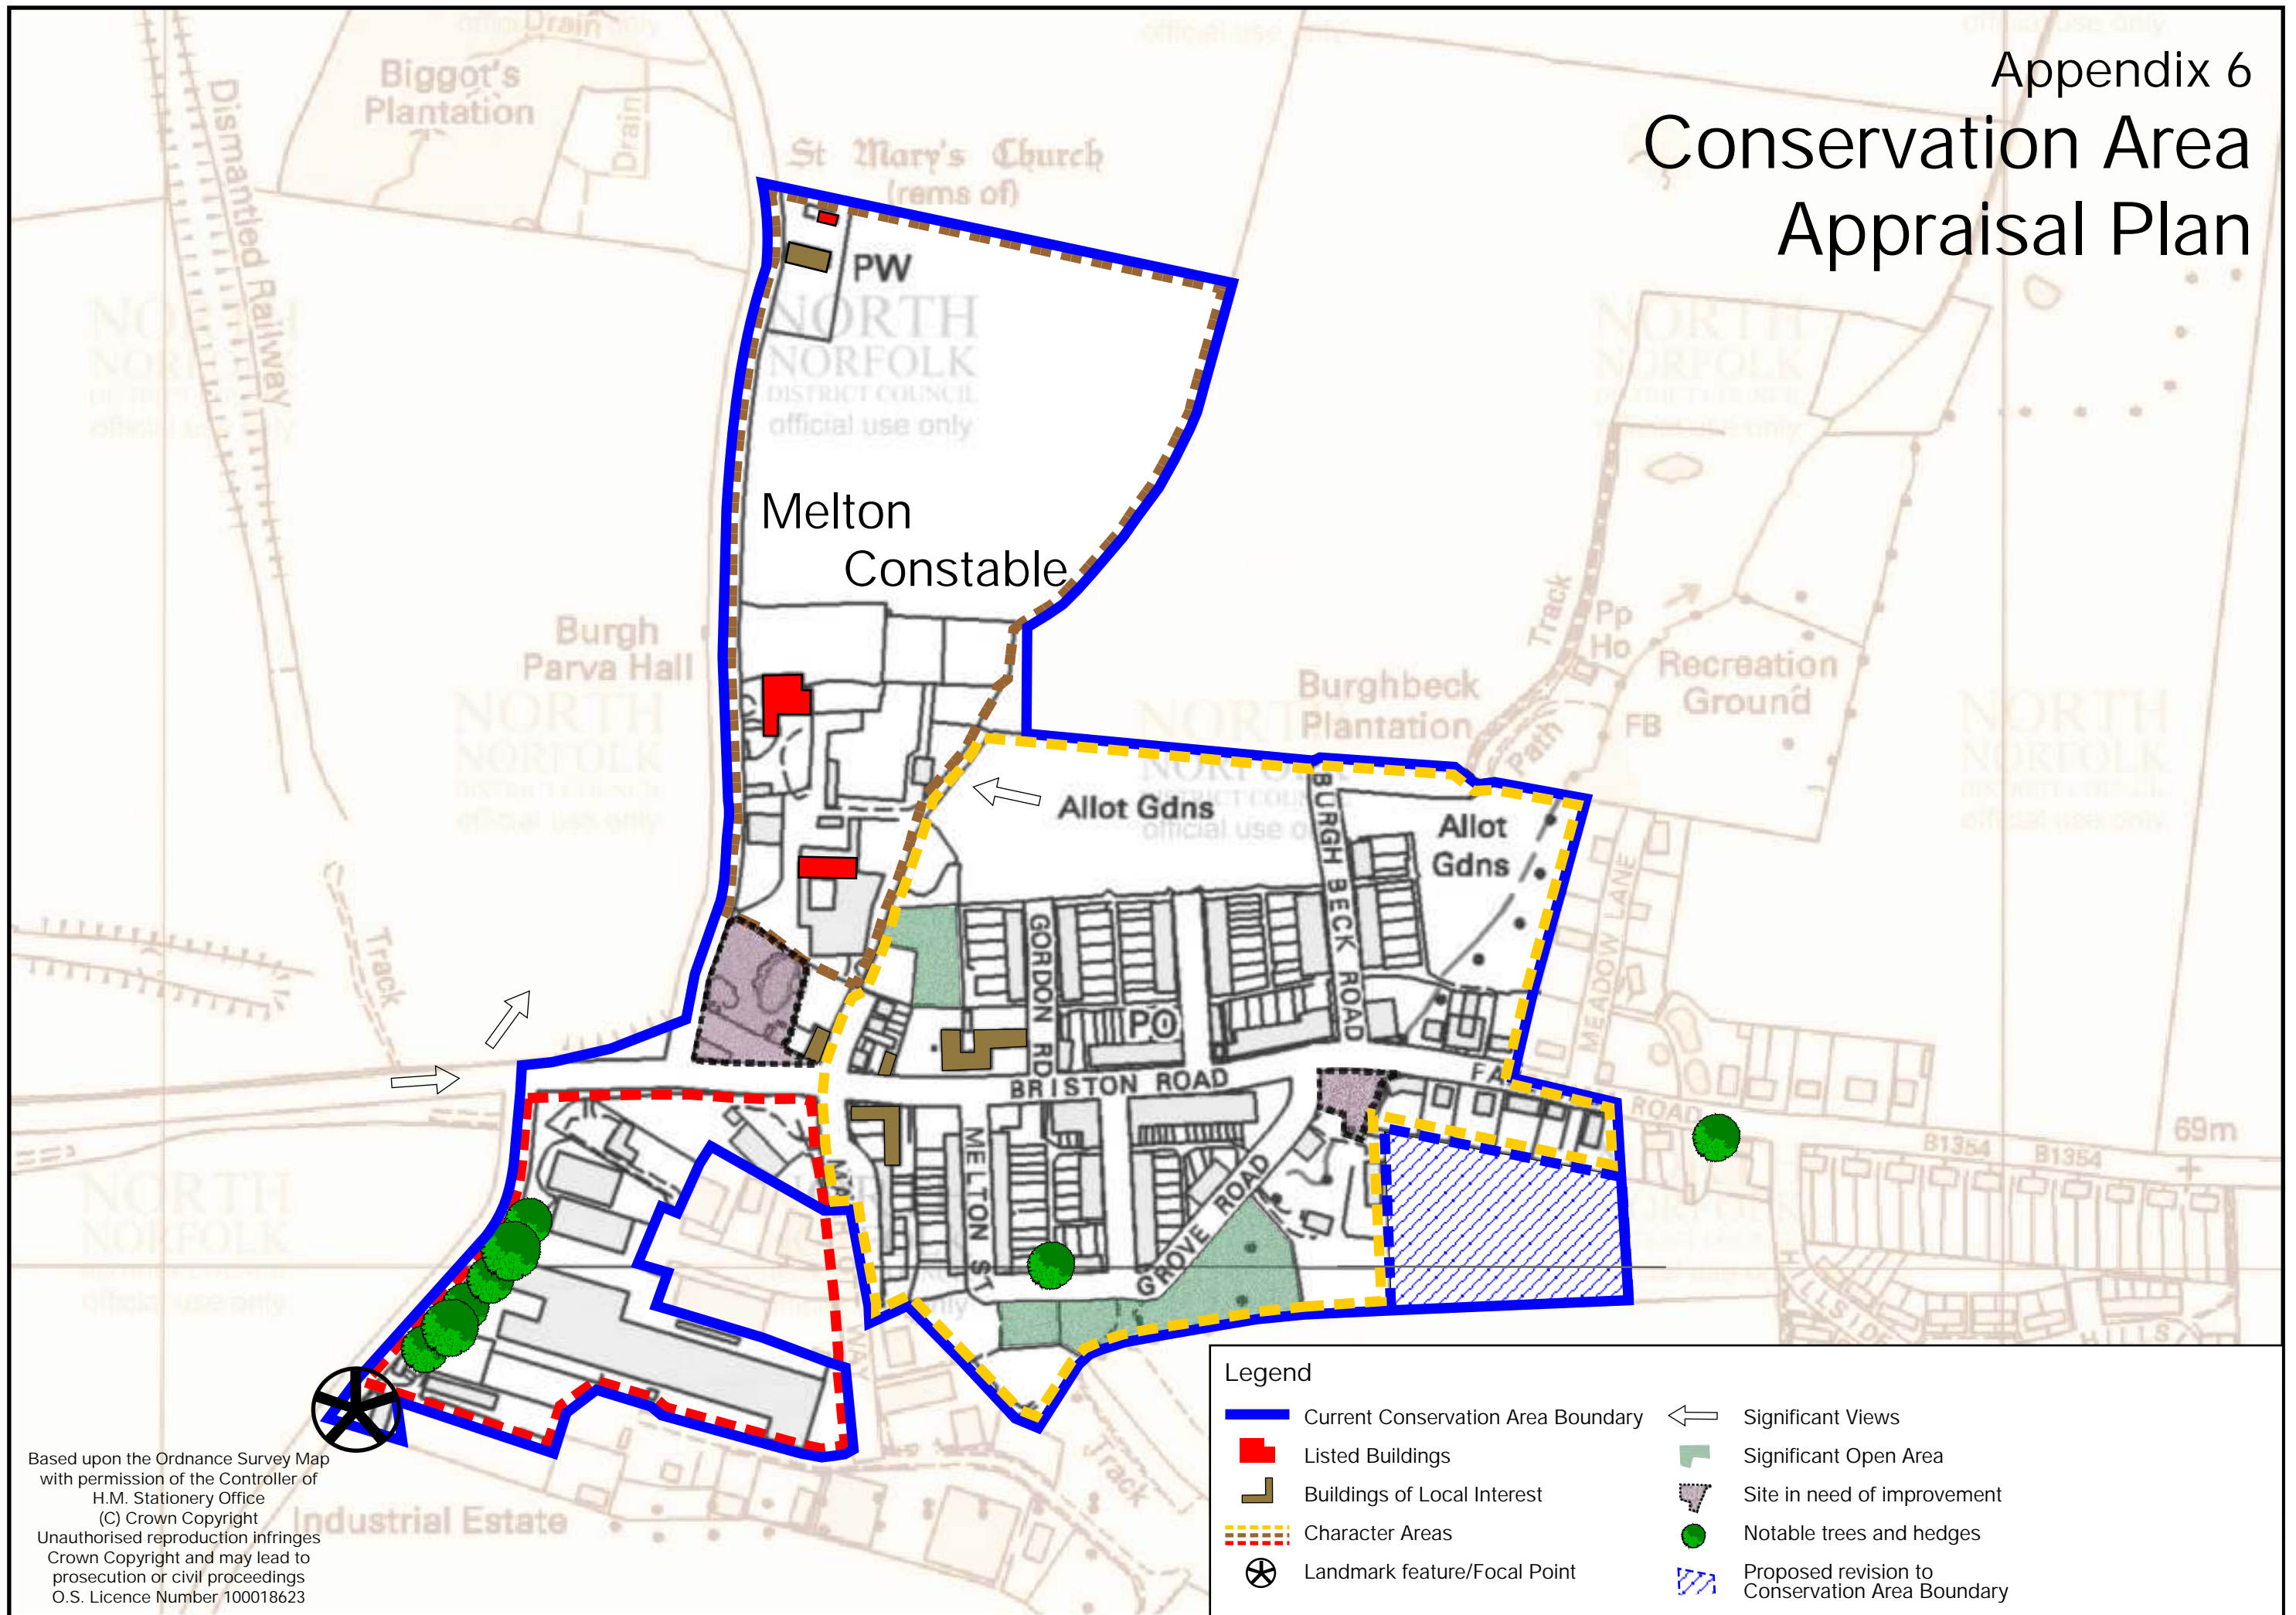 Appendix 6
Conservation Area
Appraisal Plan
Drain
Biggot's
Plantation
Drain
Dismantled Railway
St Mary's Church
(rems of)
PW
NORTH
NORFOLK
DISTRICT COUNCIL
official use only
Melton
Constable
Burgh
Parva Hall
Burghbeck
Plantation
Track
Pp
Ho
Recreation
Ground
FB
Path
Allot Gdns
Allot
Gdns
BURGH BECK ROAD
MEADOW LANE
Track
GORDON RD
PO
BRISTON ROAD
FA
ROAD
B1354
B1354
69m
MELTON ST
GROVE ROAD
WAY
HILLSIDE
HILLS
Track
Industrial Estate
Based upon the Ordnance Survey Map
with permission of the Controller of
H.M. Stationery Office
(C) Crown Copyright
Unauthorised reproduction infringes
Crown Copyright and may lead to
prosecution or civil proceedings
O.S. Licence Number 100018623
Legend
Current Conservation Area Boundary
Listed Buildings
Buildings of Local Interest
Character Areas
Landmark feature/Focal Point
Significant Views
Significant Open Area
Site in need of improvement
Notable trees and hedges
Proposed revision to
Conservation Area Boundary